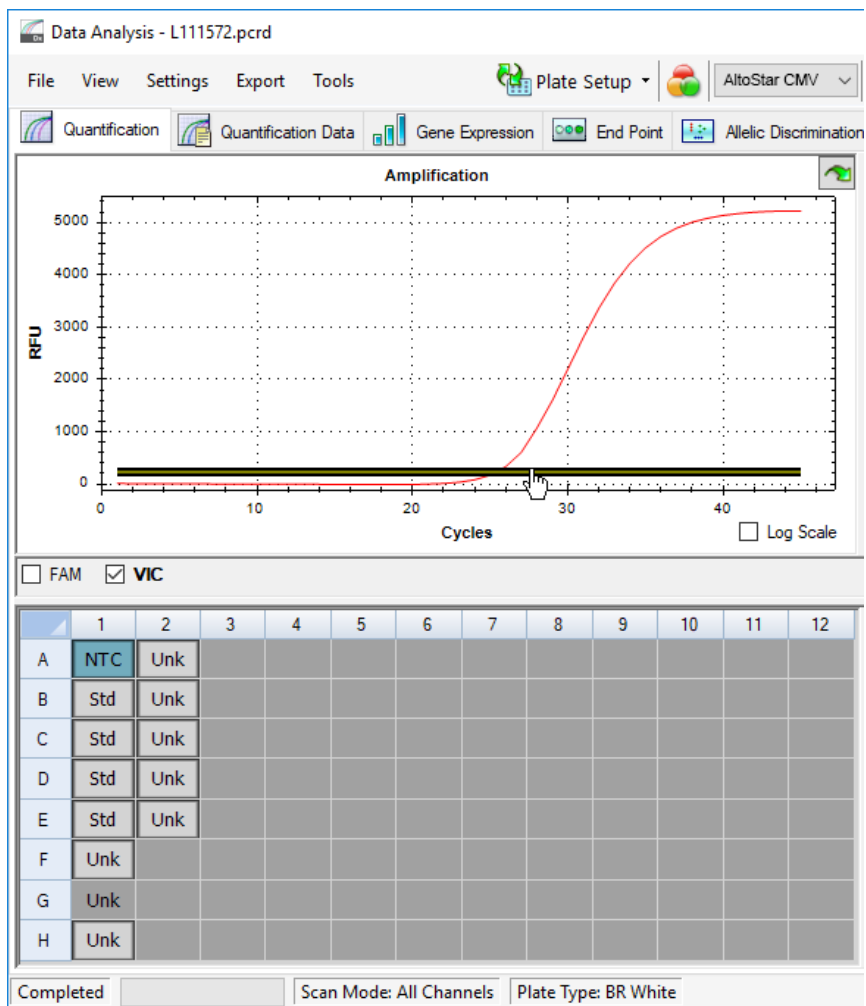 Data Analysis - L111572.pcrd
File View Settings Export Tools Plate Setup AltoStar CMV
Quantification Quantification Data Gene Expression End Point Allelic Discrimination
Amplification
5000
4000
3000
2000
1000
0
RFU
0 10 20 30 40
Cycles
Log Scale
FAM VIC
1 2 3 4 5 6 7 8 9 10 11 12
A NTC Unk
B Std Unk
C Std Unk
D Std Unk
E Std Unk
F Unk
G Unk
H Unk
Completed Scan Mode: All Channels Plate Type: BR White